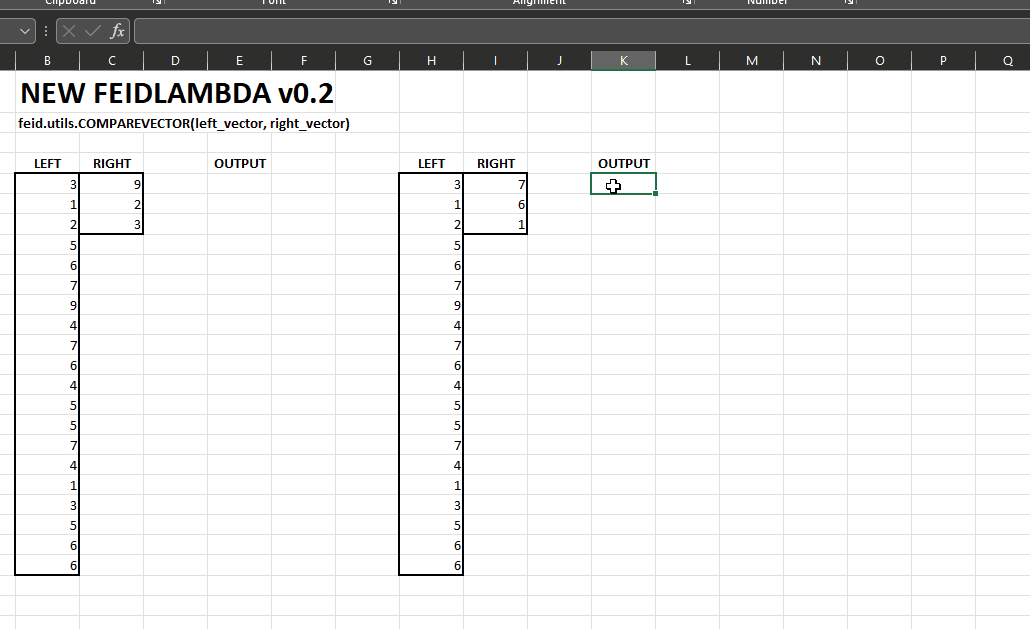 Clipboard Font Alignment Number
fx
B C D E F G H I J K L M N O P Q
NEW FEIDLAMBDA v0.2
feid.utils.COMPAREVECTOR(left_vector, right_vector)
LEFT RIGHT OUTPUT LEFT RIGHT OUTPUT
3 9 3 7
1 2 1 6
2 3 2 1
5 5
6 6
7 7
9 9
4 4
7 7
6 6
4 4
5 5
5 5
7 7
4 4
1 1
3 3
5 5
6 6
6 6